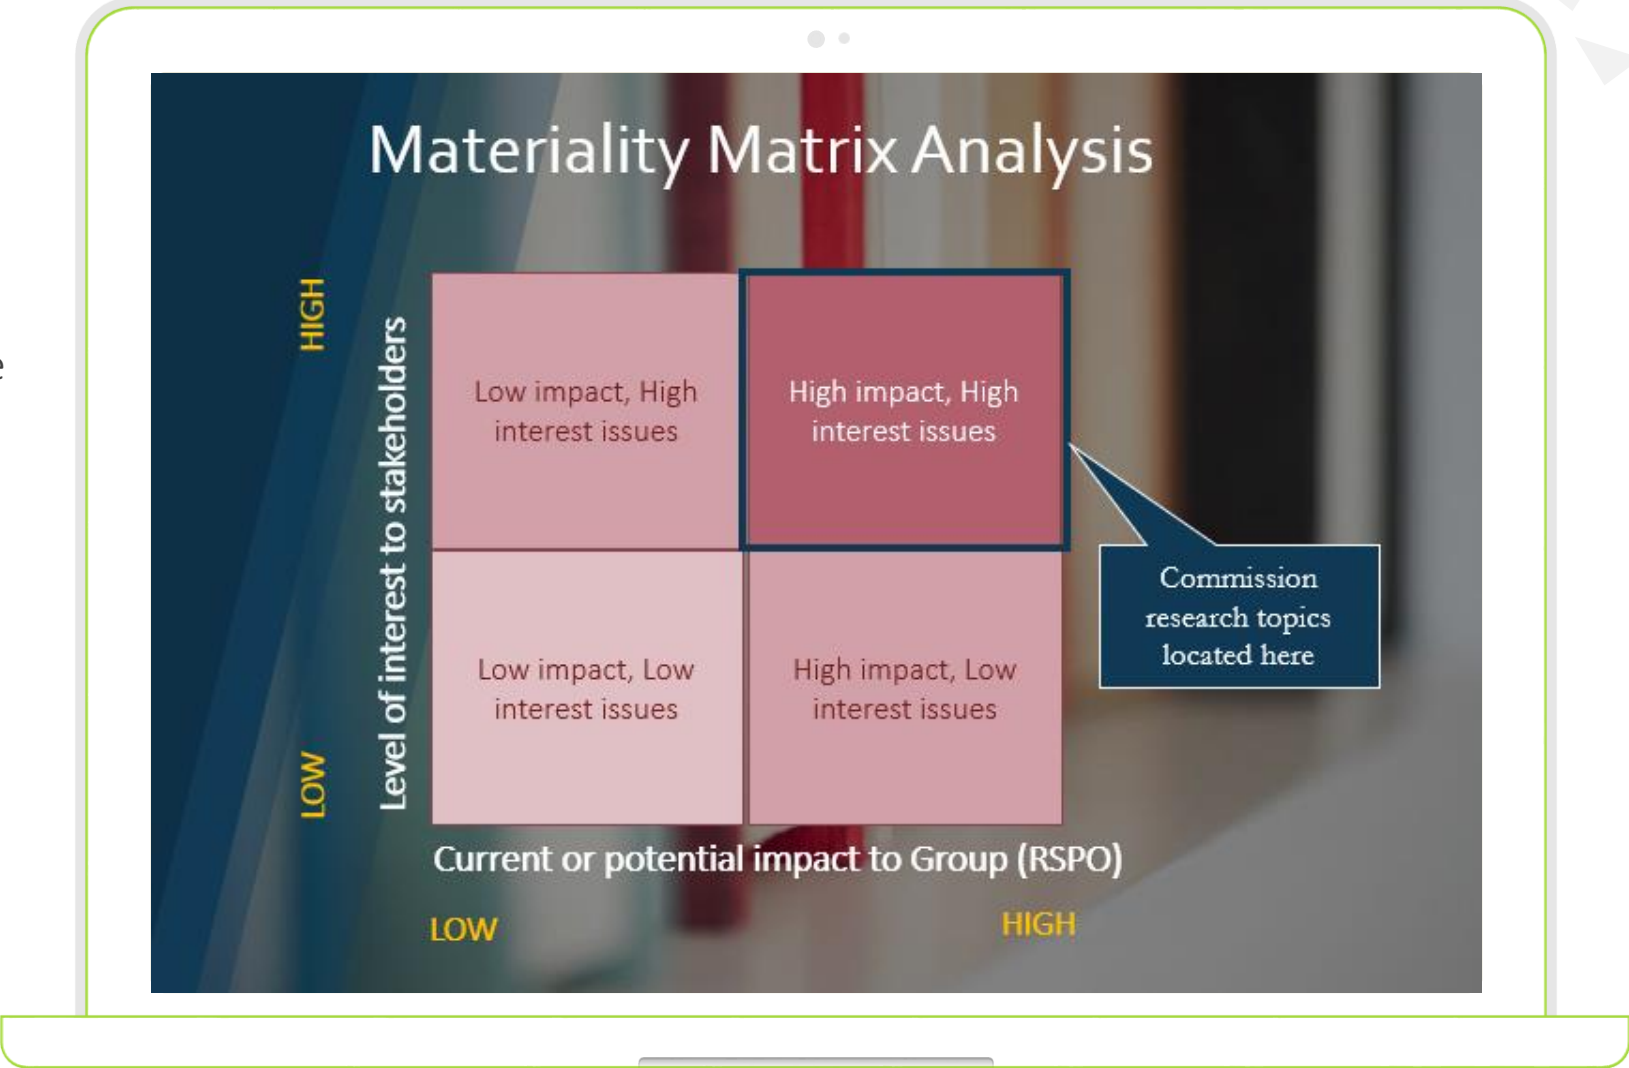 Materiality Matrix Analysis
HIGH
Level of interest to stakeholders
LOW
Low impact, High
interest issues
High impact, High
interest issues
Low impact, Low
interest issues
High impact, Low
interest issues
Commission
research topics
located here
Current or potential impact to Group (RSPO)
LOW
HIGH
e